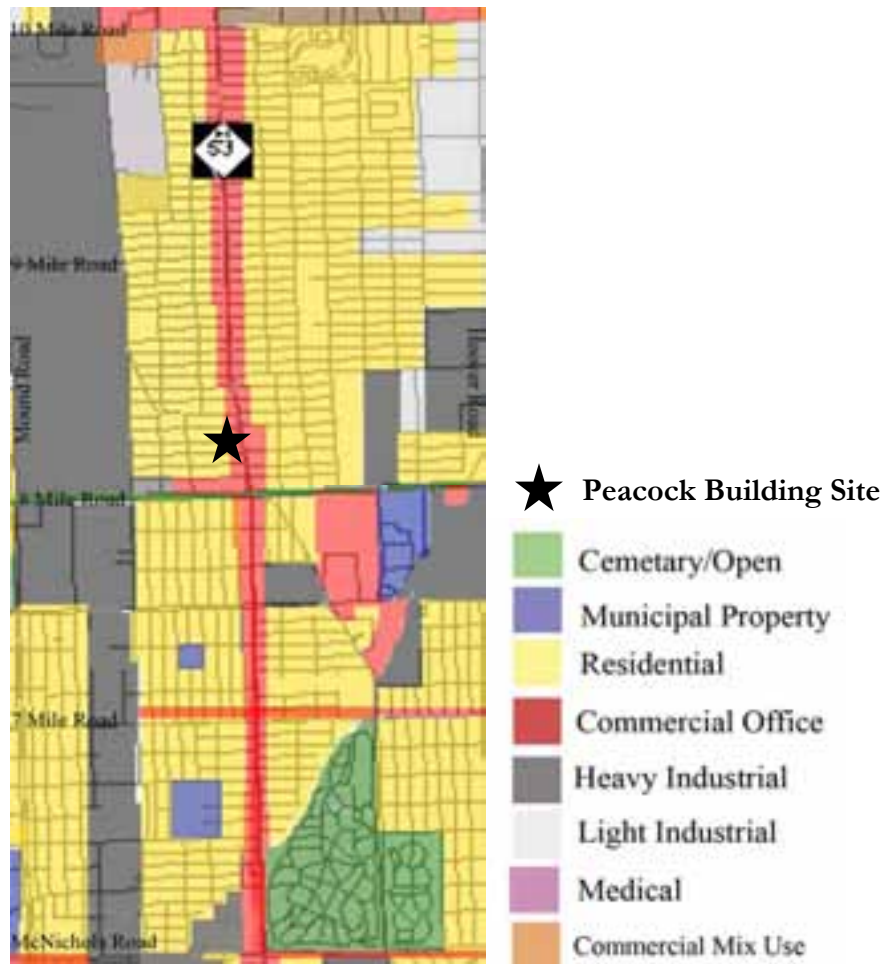 10 Mile Road
M
53
9 Mile Road
Mound Road
Hoover Road
8 Mile Road
7 Mile Road
McNichols Road
Peacock Building Site
Cemetary/Open
Municipal Property
Residential
Commercial Office
Heavy Industrial
Light Industrial
Medical
Commercial Mix Use